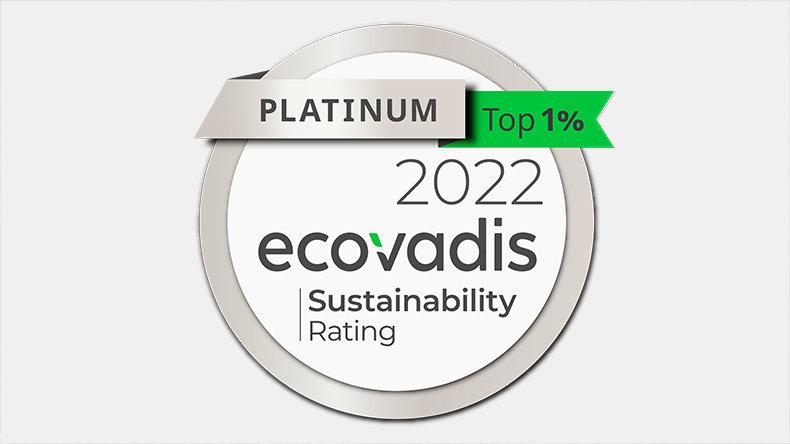 PLATINUM
Top 1%
2022
ecovadis
Sustainability
Rating